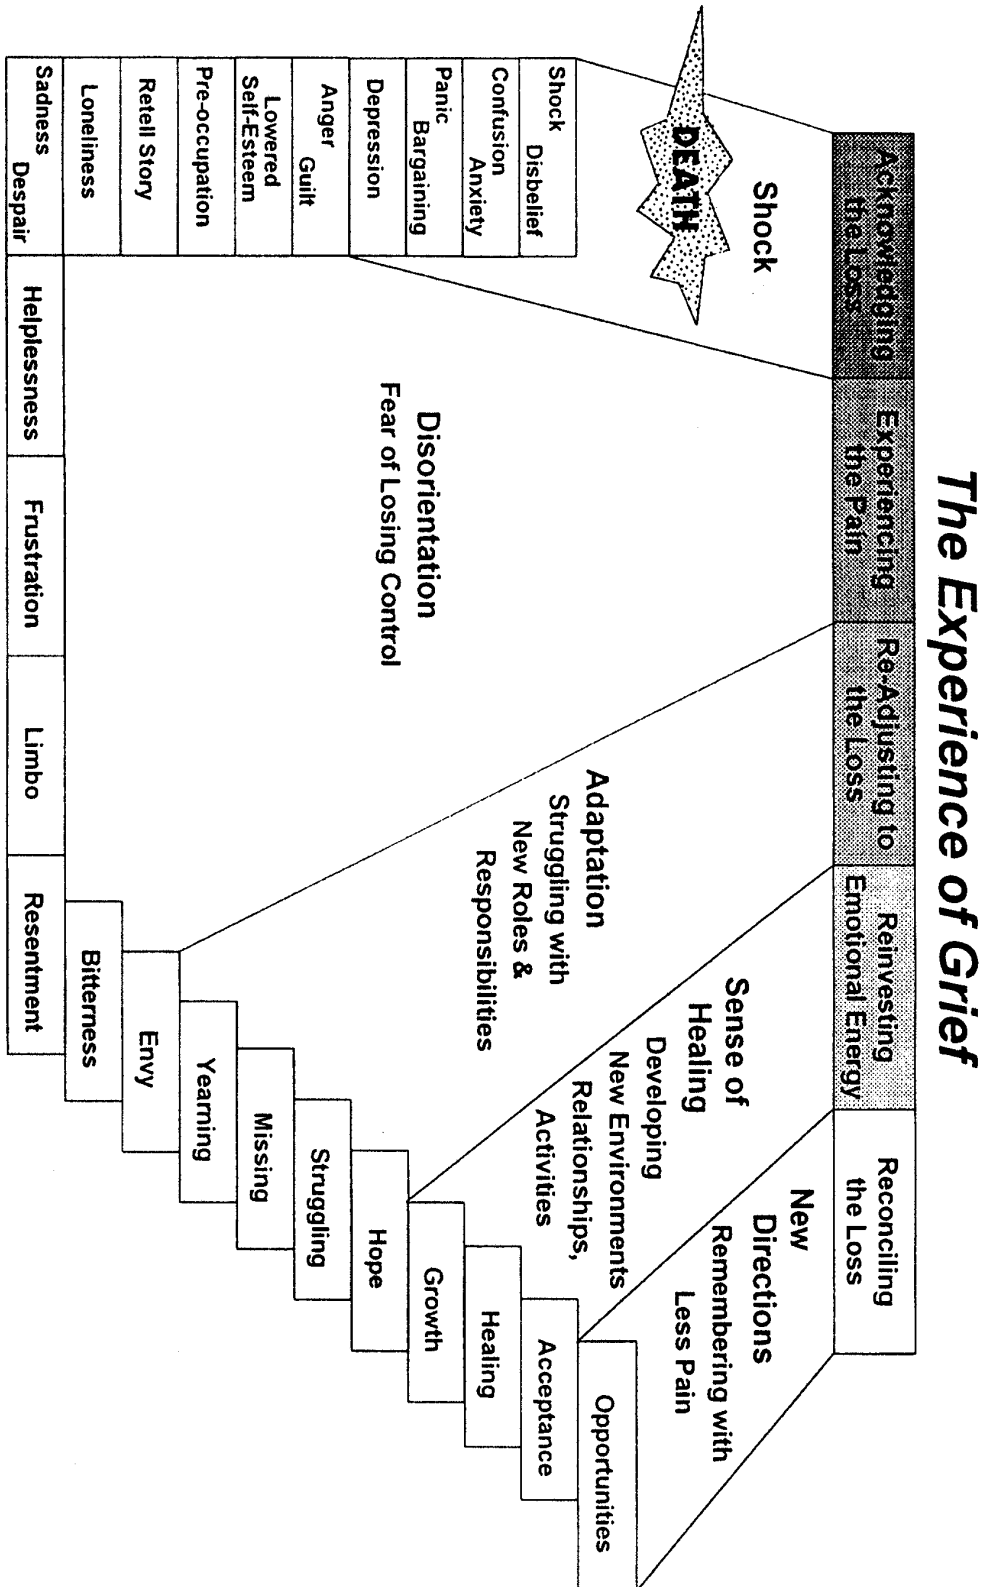 The Experience of Grief
Acknowledging
the Loss
Experiencing
the Pain
Re-Adjusting to
the Loss
Reinvesting
Emotional Energy
Reconciling
the Loss
Shock
DEATH
Shock
Disbelief
Confusion
Anxiety
Panic
Bargaining
Depression
Anger
Guilt
Lowered
Self-Esteem
Pre-occupation
Retell Story
Loneliness
Sadness
Despair
Helplessness
Frustration
Limbo
Resentment
Bitterness
Envy
Yearning
Missing
Struggling
Hope
Growth
Healing
Acceptance
Opportunities
Disorientation
Fear of Losing Control
Adaptation
Struggling with
New Roles &
Responsibilities
Sense of
Healing
Developing
New Environments
Relationships,
Activities
New
Directions
Remembering with
Less Pain